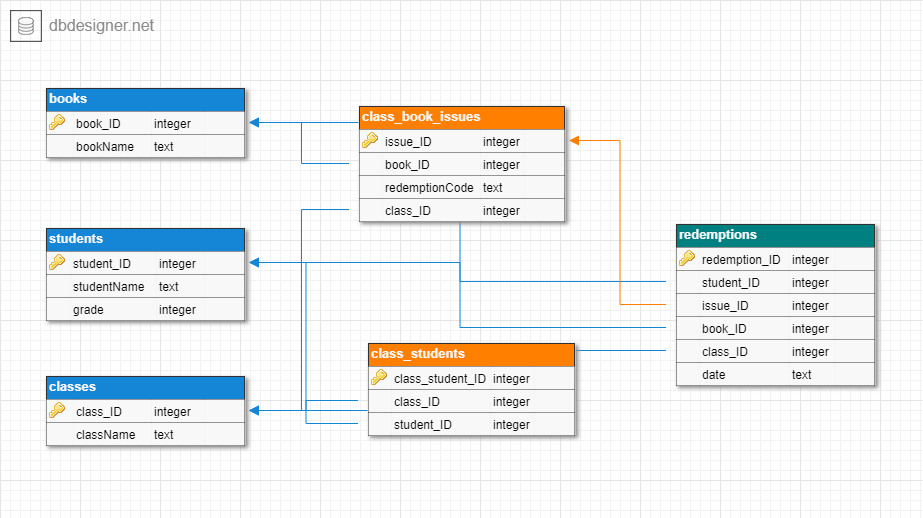 dbdesigner.net
books
book_ID integer
bookName text
students
student_ID integer
studentName text
grade integer
classes
class_ID integer
className text
class_book_issues
issue_ID integer
book_ID integer
redemptionCode text
class_ID integer
class_students
class_student_ID integer
class_ID integer
student_ID integer
redemptions
redemption_ID integer
student_ID integer
issue_ID integer
book_ID integer
class_ID integer
date text